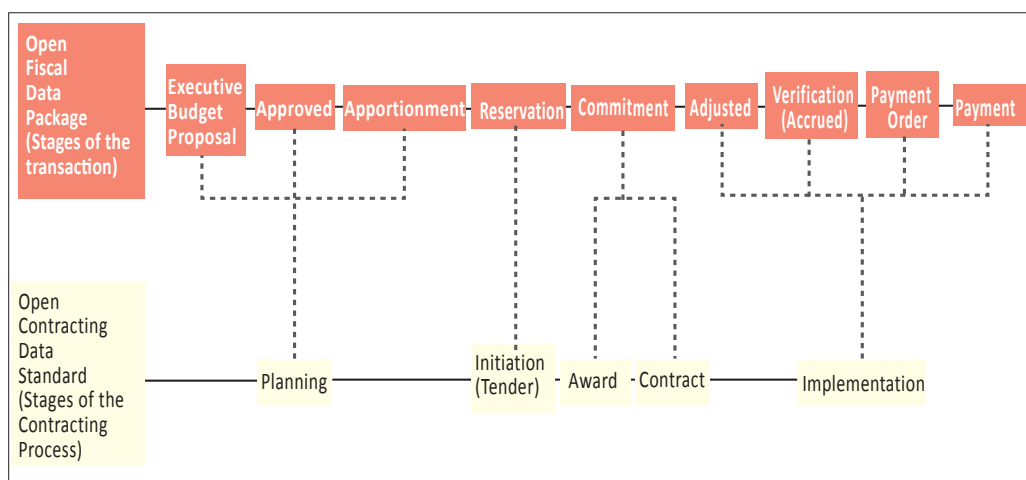 Open
Fiscal
Data
Package
(Stages of the
transaction)
Executive
Budget
Proposal
Approved
Apportionment
Reservation
Commitment
Adjusted
Verification
(Accrued)
Payment
Order
Payment
Open
Contracting
Data
Standard
(Stages of the
Contracting
Process)
Planning
Initiation
(Tender)
Award
Contract
Implementation